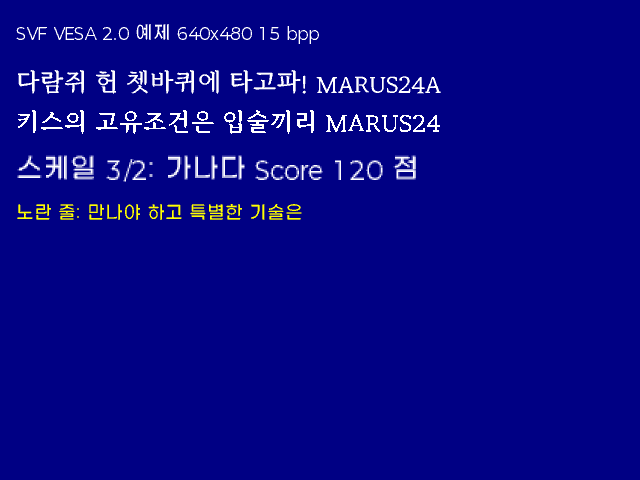 SVF VESA 2.0 예제 640x480 15 bpp
다람쥐 헌 쳇바퀴에 타고파! MARUS24A
키스의 고유조건은 입술끼리 MARUS24
스케일 3/2: 가나다 Score 120 점
노란 줄: 만나야 하고 특별한 기술은